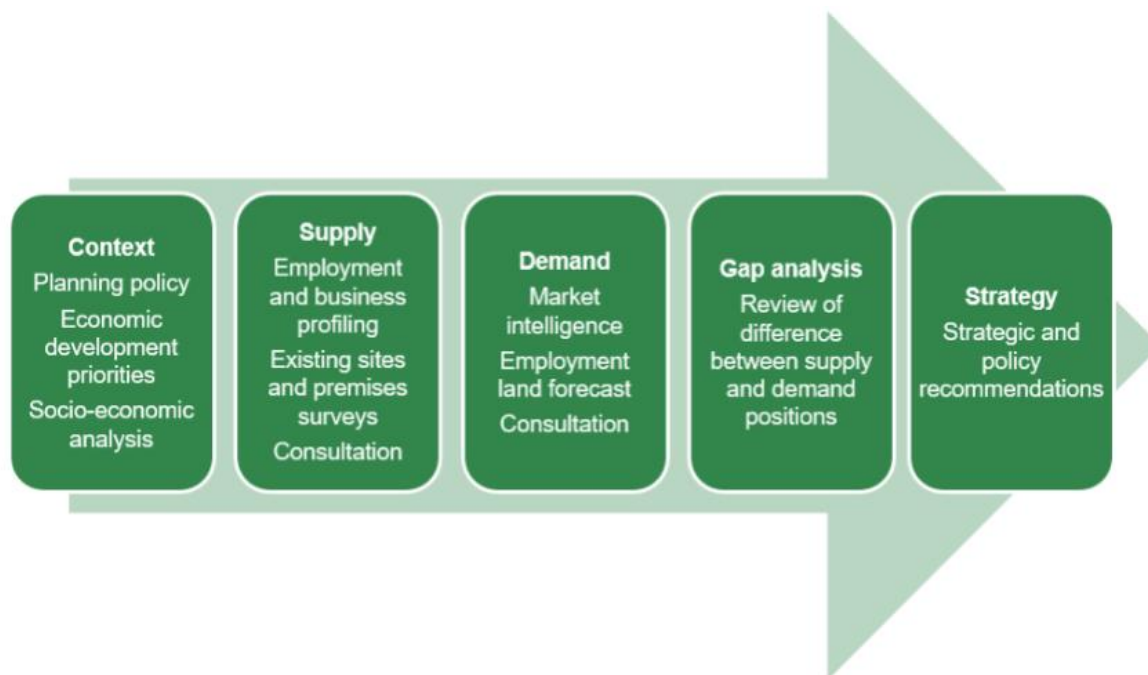 Context
Planning policy
Economic
development
priorities
Socio-economic
analysis
Supply
Employment
and business
profiling
Existing sites
and premises
surveys
Consultation
Demand
Market
intelligence
Employment
land forecast
Consultation
Gap analysis
Review of
difference
between supply
and demand
positions
Strategy
Strategic and
policy
recommendations